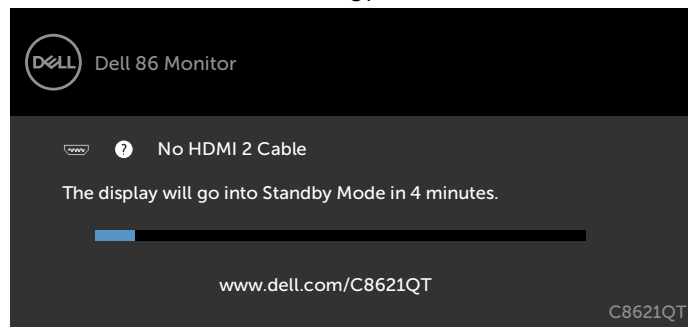 DELL
Dell 86 Monitor
? No HDMI 2 Cable
The display will go into Standby Mode in 4 minutes.
www.dell.com/C8621QT
C8621QT